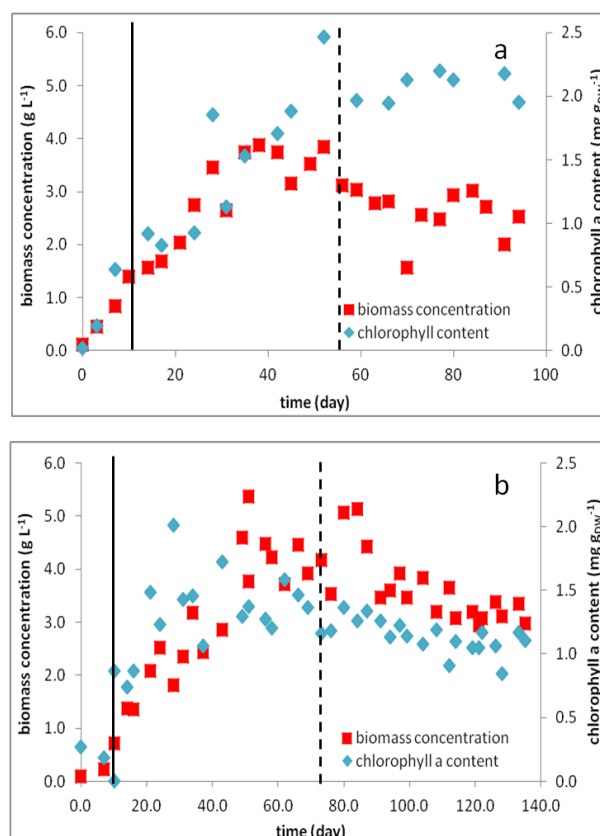 a
6.0
5.0
4.0
3.0
2.0
1.0
0.0
biomass concentration (g L-1)
2.5
2.0
1.5
1.0
0.5
0.0
chlorophyll a content (mg gDW-1)
biomass concentration
chlorophyll content
0 20 40 60 80 100
time (day)
b
6.0
5.0
4.0
3.0
2.0
1.0
0.0
biomass concentration (g L-1)
2.5
2.0
1.5
1.0
0.5
0.0
chlorophyll a content (mg gDW-1)
biomass concentration
chlorophyll a content
0.0 20.0 40.0 60.0 80.0 100.0 120.0 140.0
time (day)